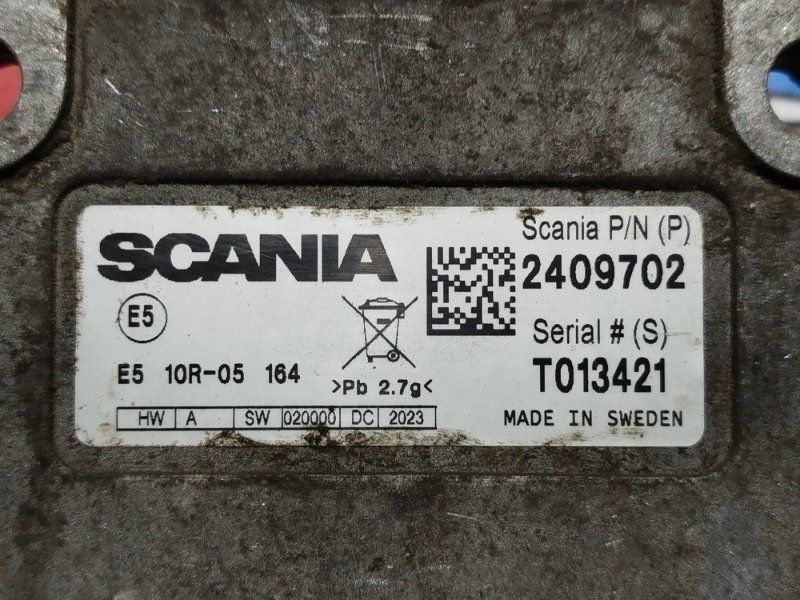 SCANIA
Scania P/N (P)
2409702
E5
Serial # (S)
E5 10R-05 164
>Pb 2.7g<
T013421
HW A SW 020000 DC 2023
MADE IN SWEDEN